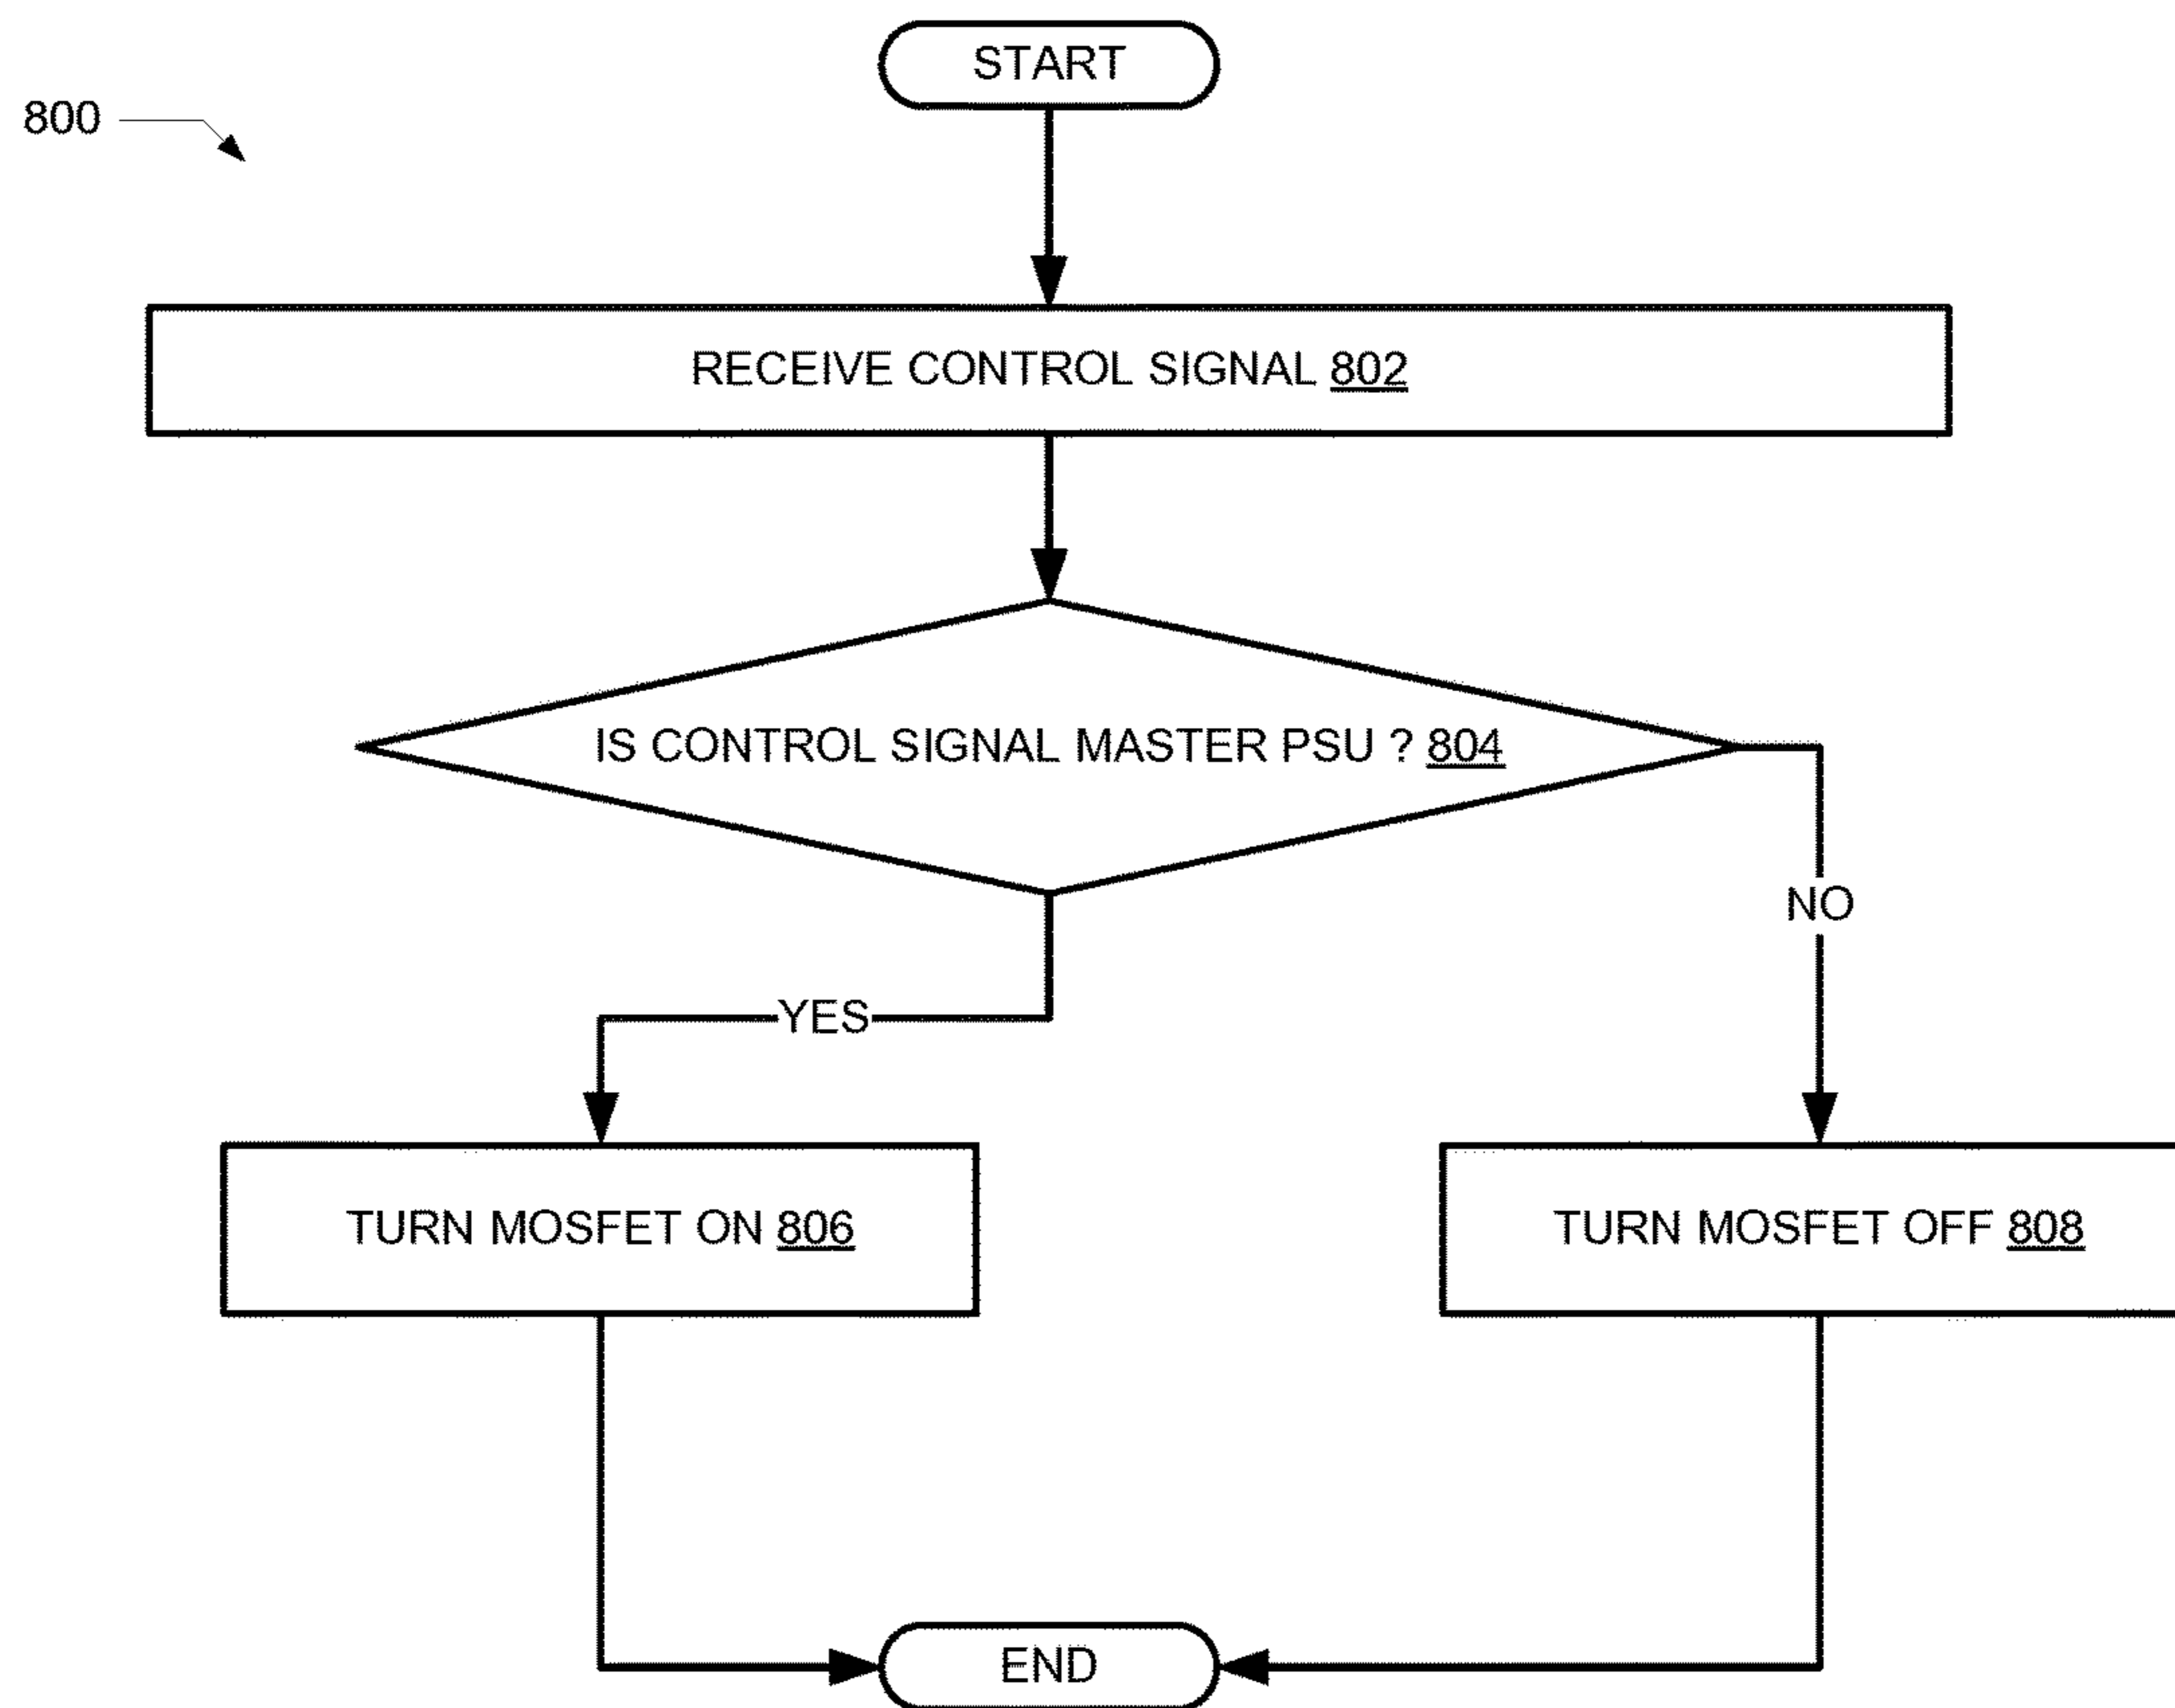 START
800
RECEIVE CONTROL SIGNAL 802
IS CONTROL SIGNAL MASTER PSU ? 804
NO
YES
TURN MOSFET ON 806
TURN MOSFET OFF 808
END